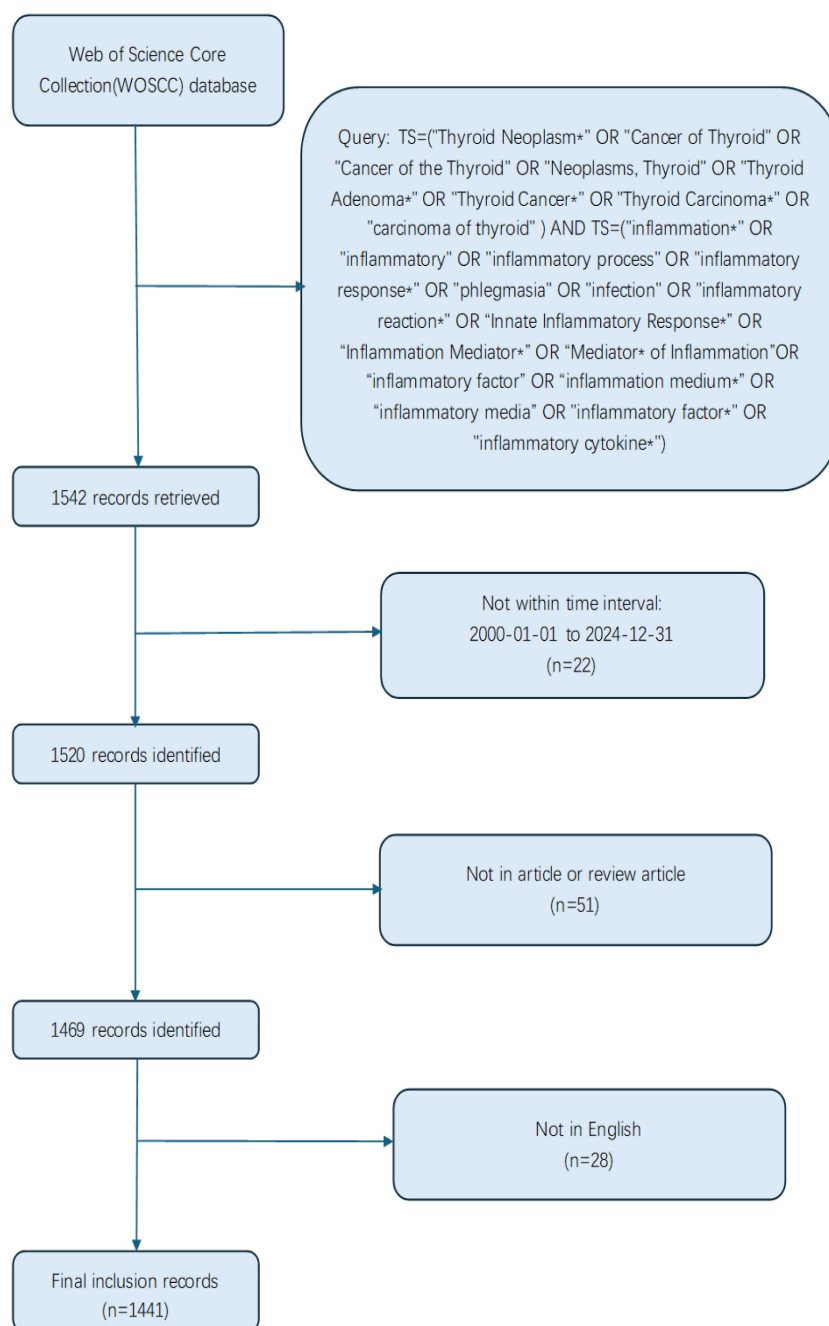 Web of Science Core
Collection(WOSCC) database
Query: TS=("Thyroid Neoplasm*" OR "Cancer of Thyroid" OR
"Cancer of the Thyroid" OR "Neoplasms, Thyroid" OR "Thyroid
Adenoma*" OR "Thyroid Cancer*" OR "Thyroid Carcinoma*" OR
"carcinoma of thyroid" ) AND TS=("inflammation*" OR
"inflammatory" OR "inflammatory process" OR "inflammatory
response*" OR "phlegmasia" OR "infection" OR "inflammatory
reaction*" OR “Innate Inflammatory Response*” OR
“Inflammation Mediator*” OR “Mediator* of Inflammation”OR
“inflammatory factor” OR “inflammation medium*” OR
“inflammatory media” OR "inflammatory factor*" OR
"inflammatory cytokine*")
1542 records retrieved
Not within time interval:
2000-01-01 to 2024-12-31
(n=22)
1520 records identified
Not in article or review article
(n=51)
1469 records identified
Not in English
(n=28)
Final inclusion records
(n=1441)